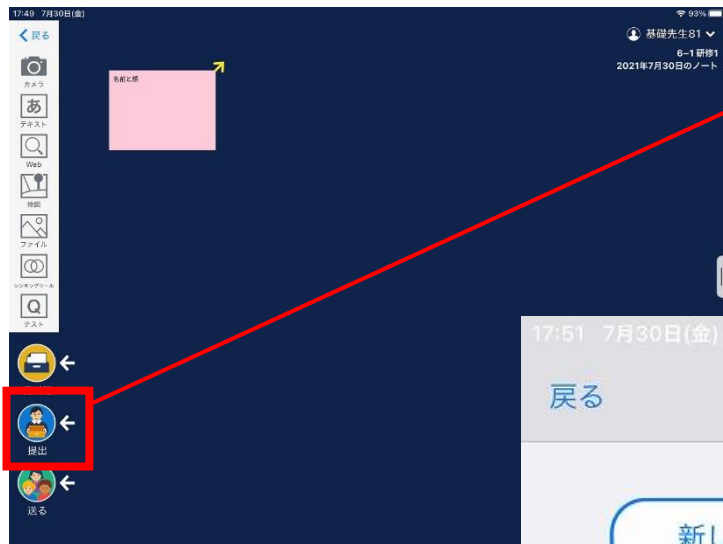 17:49 7月30日(金)
93%
戻る
基礎先生81
6-1 研修1
2021年7月30日のノート
カメラ
名前と顔
テキスト
Web
地図
ファイル
シンキングツール
Q
テスト
提出
送る
17:51 7月30日(金)
戻る
新し